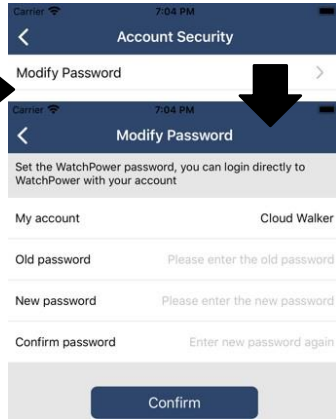 Carrier 7:04 PM
Account Security
Modify Password
Carrier 7:04 PM
Modify Password
Set the WatchPower password, you can login directly to
WatchPower with your account
My account Cloud Walker
Old password Please enter the old password
New password Please enter the new password
Confirm password Enter new password again
Confirm